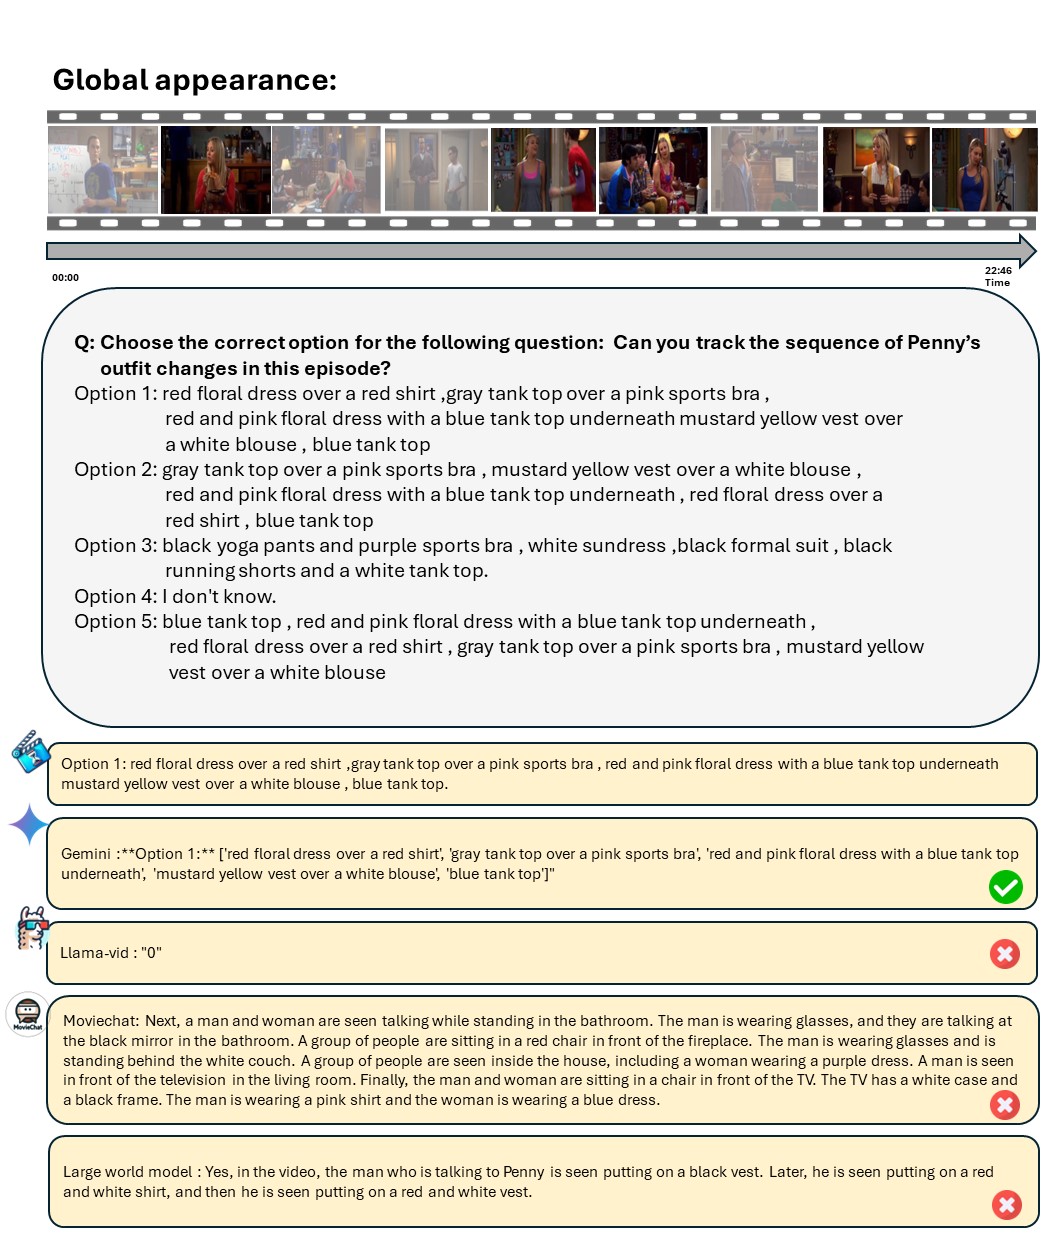 Global appearance:
00:00
22:46
Time
Q: Choose the correct option for the following question: Can you track the sequence of Penny's
outfit changes in this episode?
Option 1: red floral dress over a red shirt ,gray tank top over a pink sports bra ,
red and pink floral dress with a blue tank top underneath mustard yellow vest over
a white blouse , blue tank top
Option 2: gray tank top over a pink sports bra , mustard yellow vest over a white blouse ,
red and pink floral dress with a blue tank top underneath , red floral dress over a
red shirt , blue tank top
Option 3: black yoga pants and purple sports bra , white sundress ,black formal suit , black
running shorts and a white tank top.
Option 4: I don't know.
Option 5: blue tank top , red and pink floral dress with a blue tank top underneath ,
red floral dress over a red shirt , gray tank top over a pink sports bra , mustard yellow
vest over a white blouse
Option 1: red floral dress over a red shirt ,gray tank top over a pink sports bra , red and pink floral dress with a blue tank top underneath
mustard yellow vest over a white blouse , blue tank top.
Gemini :**Option 1:** ['red floral dress over a red shirt', 'gray tank top over a pink sports bra', 'red and pink floral dress with a blue tank top
underneath', 'mustard yellow vest over a white blouse', 'blue tank top']"
Llama-vid : "0"
MovieChat
Moviechat: Next, a man and woman are seen talking while standing in the bathroom. The man is wearing glasses, and they are talking at
the black mirror in the bathroom. A group of people are sitting in a red chair in front of the fireplace. The man is wearing glasses and is
standing behind the white couch. A group of people are seen inside the house, including a woman wearing a purple dress. A man is seen
in front of the television in the living room. Finally, the man and woman are sitting in a chair in front of the TV. The TV has a white case and
a black frame. The man is wearing a pink shirt and the woman is wearing a blue dress.
Large world model : Yes, in the video, the man who is talking to Penny is seen putting on a black vest. Later, he is seen putting on a red
and white shirt, and then he is seen putting on a red and white vest.